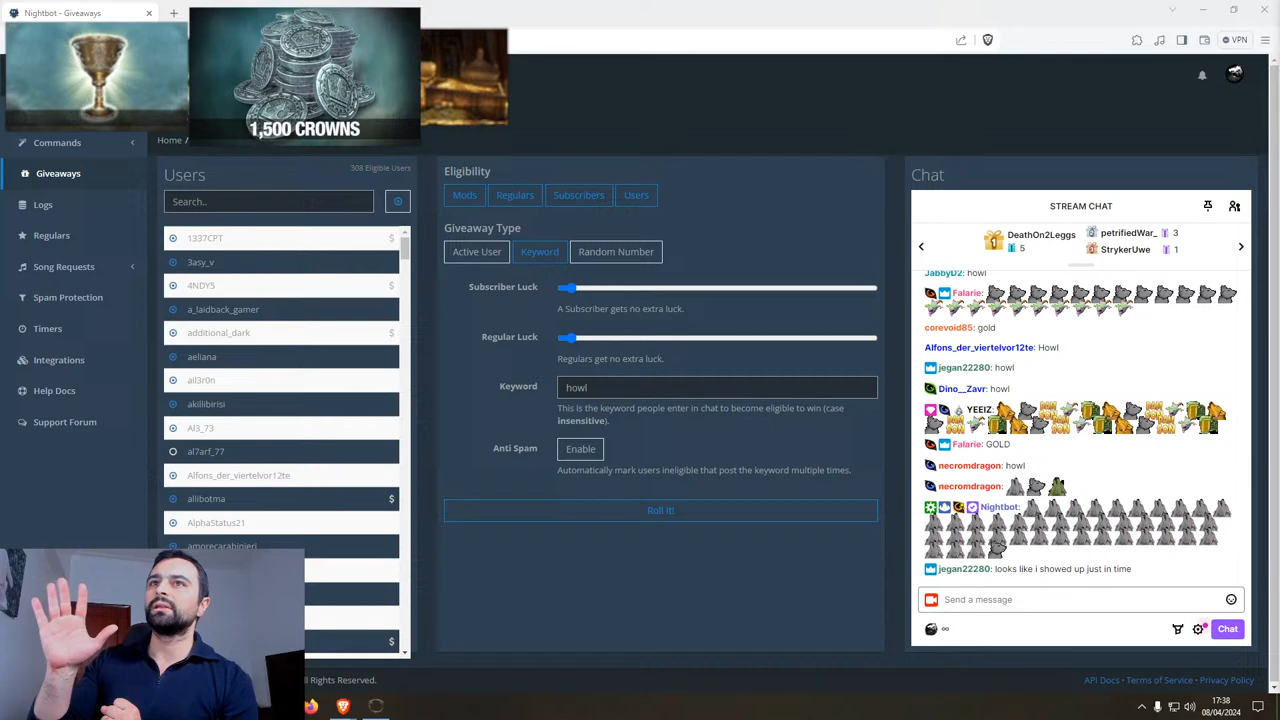 Nightbot - Giveaways
VPN
1,500 CROWNS
Home /
Commands
Giveaways
Logs
Regulars
Song Requests
Spam Protection
Timers
Integrations
Help Docs
Support Forum
Users
308 Eligible Users
Search..
1337CPT $
3asy_v
4NDY5 $
a_laidback_gamer
additional_dark $
aeliana
ail3r0n
akillibirisi
Al3_73
al7arf_77
Alfons_der_viertelvor12te
allibotma $
AlphaStatus21
amorecarabinieri
$
Eligibility
Mods Regulars Subscribers Users
Giveaway Type
Active User Keyword Random Number
Subscriber Luck
A Subscriber gets no extra luck.
Regular Luck
Regulars get no extra luck.
Keyword howl
This is the keyword people enter in chat to become eligible to win (case
insensitive).
Anti Spam Enable
Automatically mark users ineligible that post the keyword multiple times.
Roll It!
Chat
STREAM CHAT
1 DeathOn2Leggs 5
petrifiedWar_ 3
StrykerUwe 1
JabbyD2: howl
Falarie:
corevoid85: gold
Alfons_der_viertelvor12te: Howl
jegan22280: howl
Dino__Zavr: howl
YEEIZ:
Falarie: GOLD
necromdragon: howl
necromdragon:
Nightbot:
jegan22280: looks like i showed up just in time
Send a message
∞
Chat
ll Rights Reserved.
API Docs • Terms of Service • Privacy Policy
17:38
08/04/2024